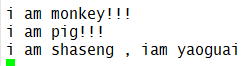 i am monkey!!!
i am pig!!!
i am shaseng , iam yaoguai